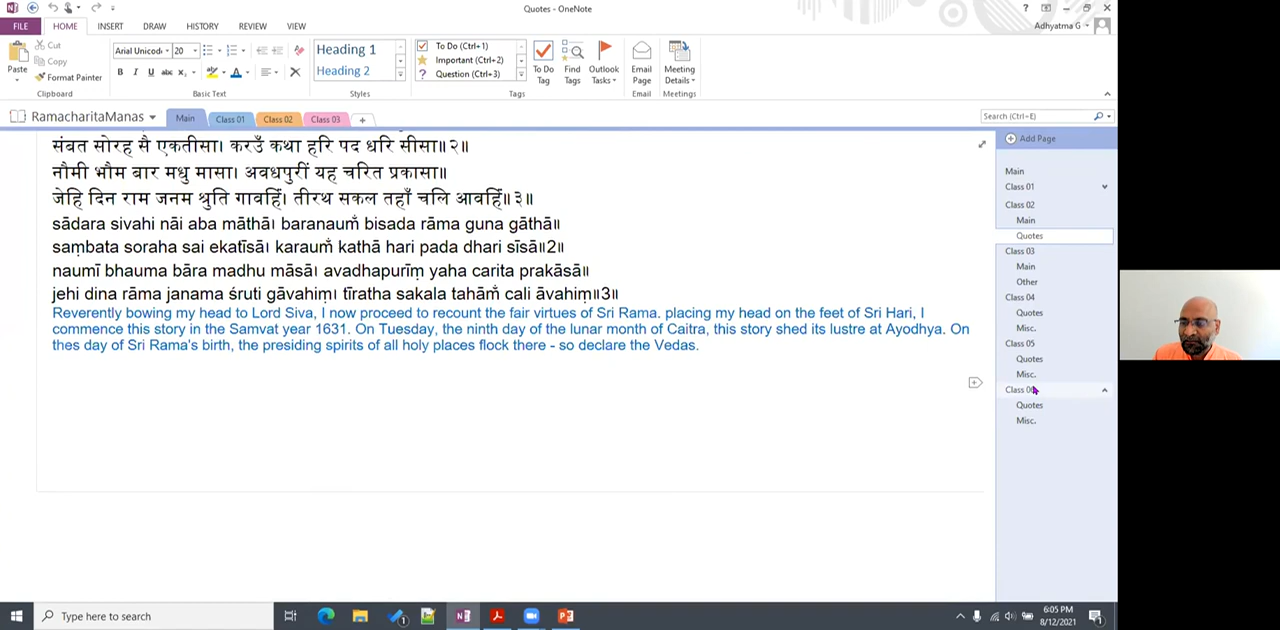 Quotes - OneNote
Adhyatma G
FILE HOME INSERT DRAW HISTORY REVIEW VIEW
Cut
Copy
Format Painter
Paste
Clipboard
Arial Unicod 20
B I U abc X₂ A
Basic Text
Heading 1
Heading 2
Styles
To Do (Ctrl+1)
Important (Ctrl+2)
Question (Ctrl+3)
To Do Tag
Find Tags
Outlook Tasks
Tags
Email Page
Email
Meeting Details
Meetings
RamacharitaManas Main Class 01 Class 02 Class 03 +
Search (Ctrl+E)
संबत सोरह सै एकतीसा। करउँ कथा हरि पद धरि सीसा॥२॥
नौमी भौम बार मधु मासा। अवधपुरीं यह चरित प्रकासा॥
जेहि दिन राम जनम श्रुति गावहिं। तीरथ सकल तहाँ चलि आवहिं॥३॥
sādara sivahi nāi aba māthā। baranaum̐ bisada rāma guna gāthā॥
saṃbata soraha sai ekatīsā। karaum̐ kathā hari pada dhari sīsā॥2॥
naumī bhauma bāra madhu māsā। avadhapurīṃ yaha carita prakāsā॥
jehi dina rāma janama śruti gāvahiṃ। tīratha sakala tahām̐ cali āvahiṃ॥3॥
Reverently bowing my head to Lord Siva, I now proceed to recount the fair virtues of Sri Rama. placing my head on the feet of Sri Hari, I
commence this story in the Samvat year 1631. On Tuesday, the ninth day of the lunar month of Caitra, this story shed its lustre at Ayodhya. On
thes day of Sri Rama's birth, the presiding spirits of all holy places flock there - so declare the Vedas.
Add Page
Main
Class 01
Class 02
Main
Quotes
Class 03
Main
Other
Class 04
Quotes
Misc.
Class 05
Quotes
Misc.
Class 06
Quotes
Misc.
Type here to search
6:05 PM
8/12/2021